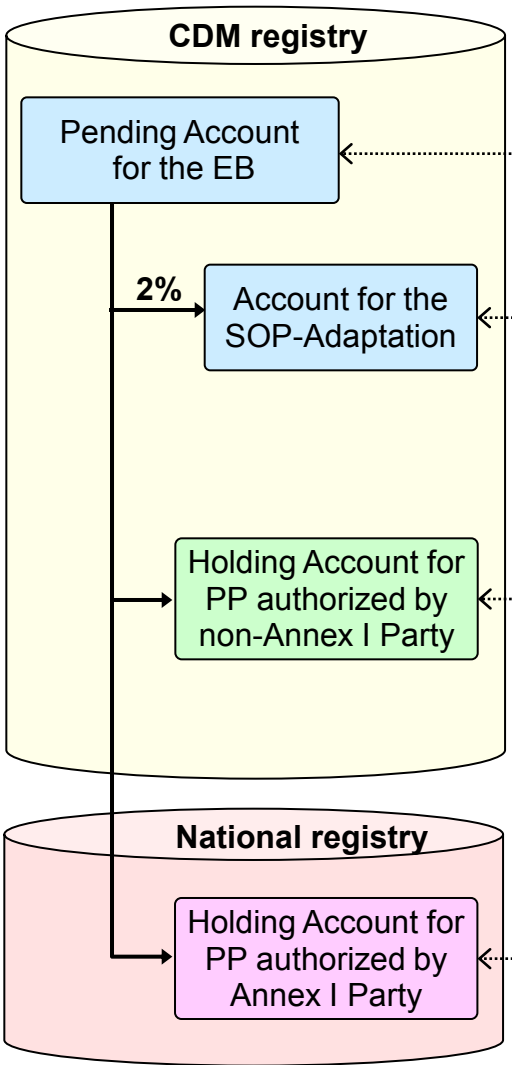 CDM registry
Pending Account
for the EB
2%
Account for the
SOP-Adaptation
Holding Account for
PP authorized by
non-Annex I Party
National registry
Holding Account for
PP authorized by
Annex I Party